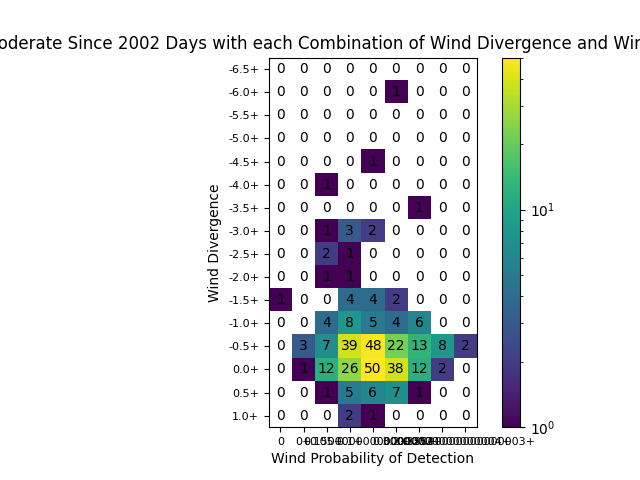 oderate Since 2002 Days with each Combination of Wind Divergence and Win
-6.5+ 0 0 0 0 0 0 0 0 0
-6.0+ 0 0 0 0 0 1 0 0 0
-5.5+ 0 0 0 0 0 0 0 0 0
-5.0+ 0 0 0 0 0 0 0 0 0
-4.5+ 0 0 0 0 1 0 0 0 0
-4.0+ 0 0 1 0 0 0 0 0 0
-3.5+ 0 0 0 0 0 0 1 0 0
-3.0+ 0 0 1 3 2 0 0 0 0
-2.5+ 0 0 2 1 0 0 0 0 0
-2.0+ 0 0 1 1 0 0 0 0 0
-1.5+ 1 0 0 4 4 2 0 0 0
-1.0+ 0 0 4 8 5 4 6 0 0
-0.5+ 0 3 7 39 48 22 13 8 2
0.0+ 0 1 12 26 50 38 12 2 0
0.5+ 0 0 1 5 6 7 1 0 0
1.0+ 0 0 0 2 1 0 0 0 0
0
Wind Probability of Detection
Wind Divergence
10^1
10^0